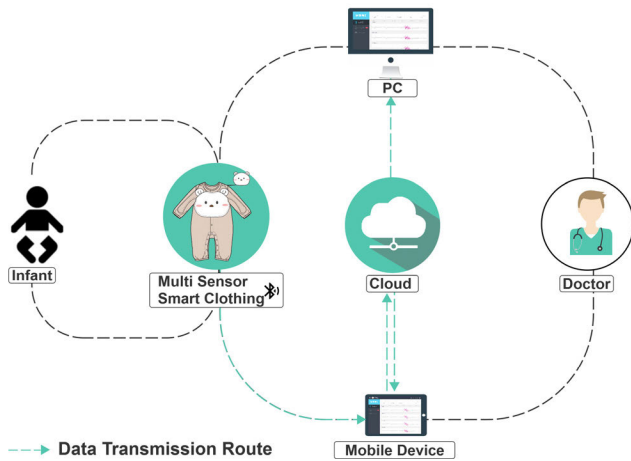 PC
Infant
Multi Sensor
Smart Clothing
Cloud
Doctor
Mobile Device
Data Transmission Route